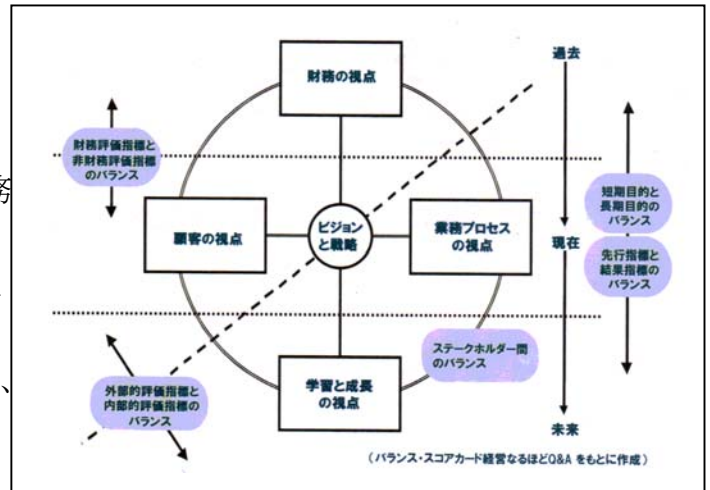 財務の視点
過去
財務評価指標と
非財務評価指標
のバランス
務
短期目的と
長期目的の
バランス
顧客の視点
ビジョン
と戦略
業務プロセス
の視点
現在
先行指標と
結果指標の
バランス
ステークホルダー間
のバランス
外部的評価指標と
内部的評価指標の
バランス
、
学習と成長
の視点
未来
(バランス・スコアカード経営なるほどQ&Aをもとに作成)